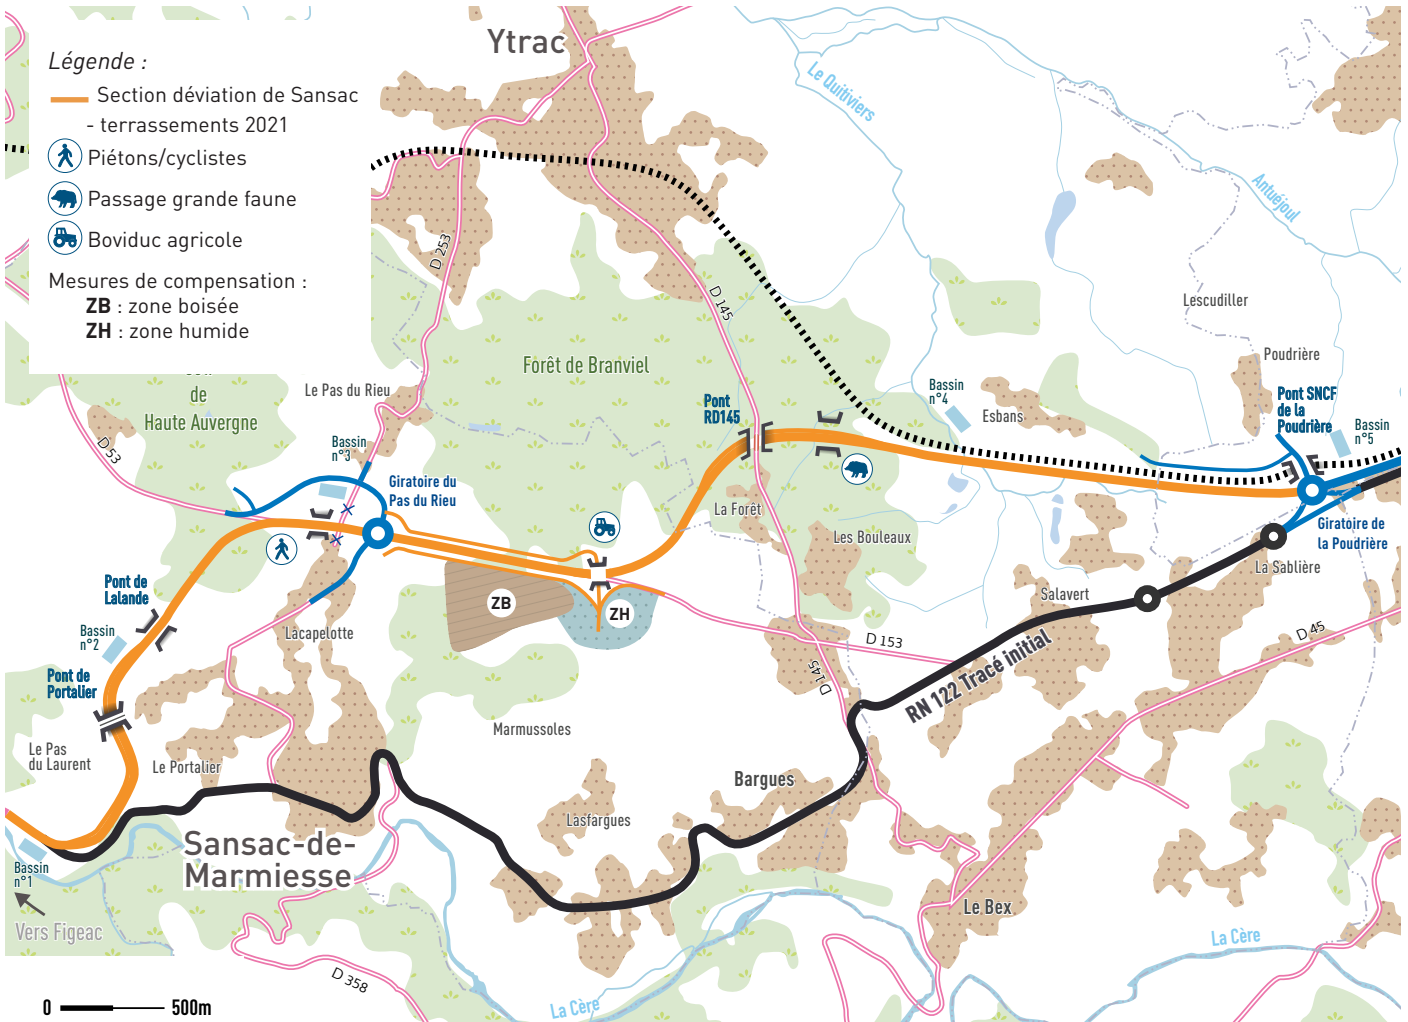 Légende :
Section déviation de Sansac
- terrassements 2021
Piétons/cyclistes
Passage grande faune
Boviduc agricole
Mesures de compensation :
ZB : zone boisée
ZH : zone humide
Ytrac
Le Quitiviers
Antuéjoul
D 253
D 145
Lescudiller
Forêt de Branviel
Poudrière
de
Haute Auvergne
Le Pas du Rieu
Pont
RD145
Bassin
n°4
Esbans
Pont SNCF
de la
Poudrière
Bassin
n°5
D 53
Bassin
n°3
Giratoire du
Pas du Rieu
La Forêt
Les Bouleaux
Giratoire de
la Poudrière
La Sablière
Pont de
Lalande
ZB
ZH
Salavert
Bassin
n°2
Lacapelotte
D 153
D 45
Pont de
Portalier
D 145
RN 122 Tracé initial
Marmussoles
Le Pas
du Laurent
Le Portalier
Bargues
Lasfargues
Sansac-de-
Marmiesse
Bassin
n°1
Vers Figeac
Le Bex
La Cère
D 358
La Cère
0
500m